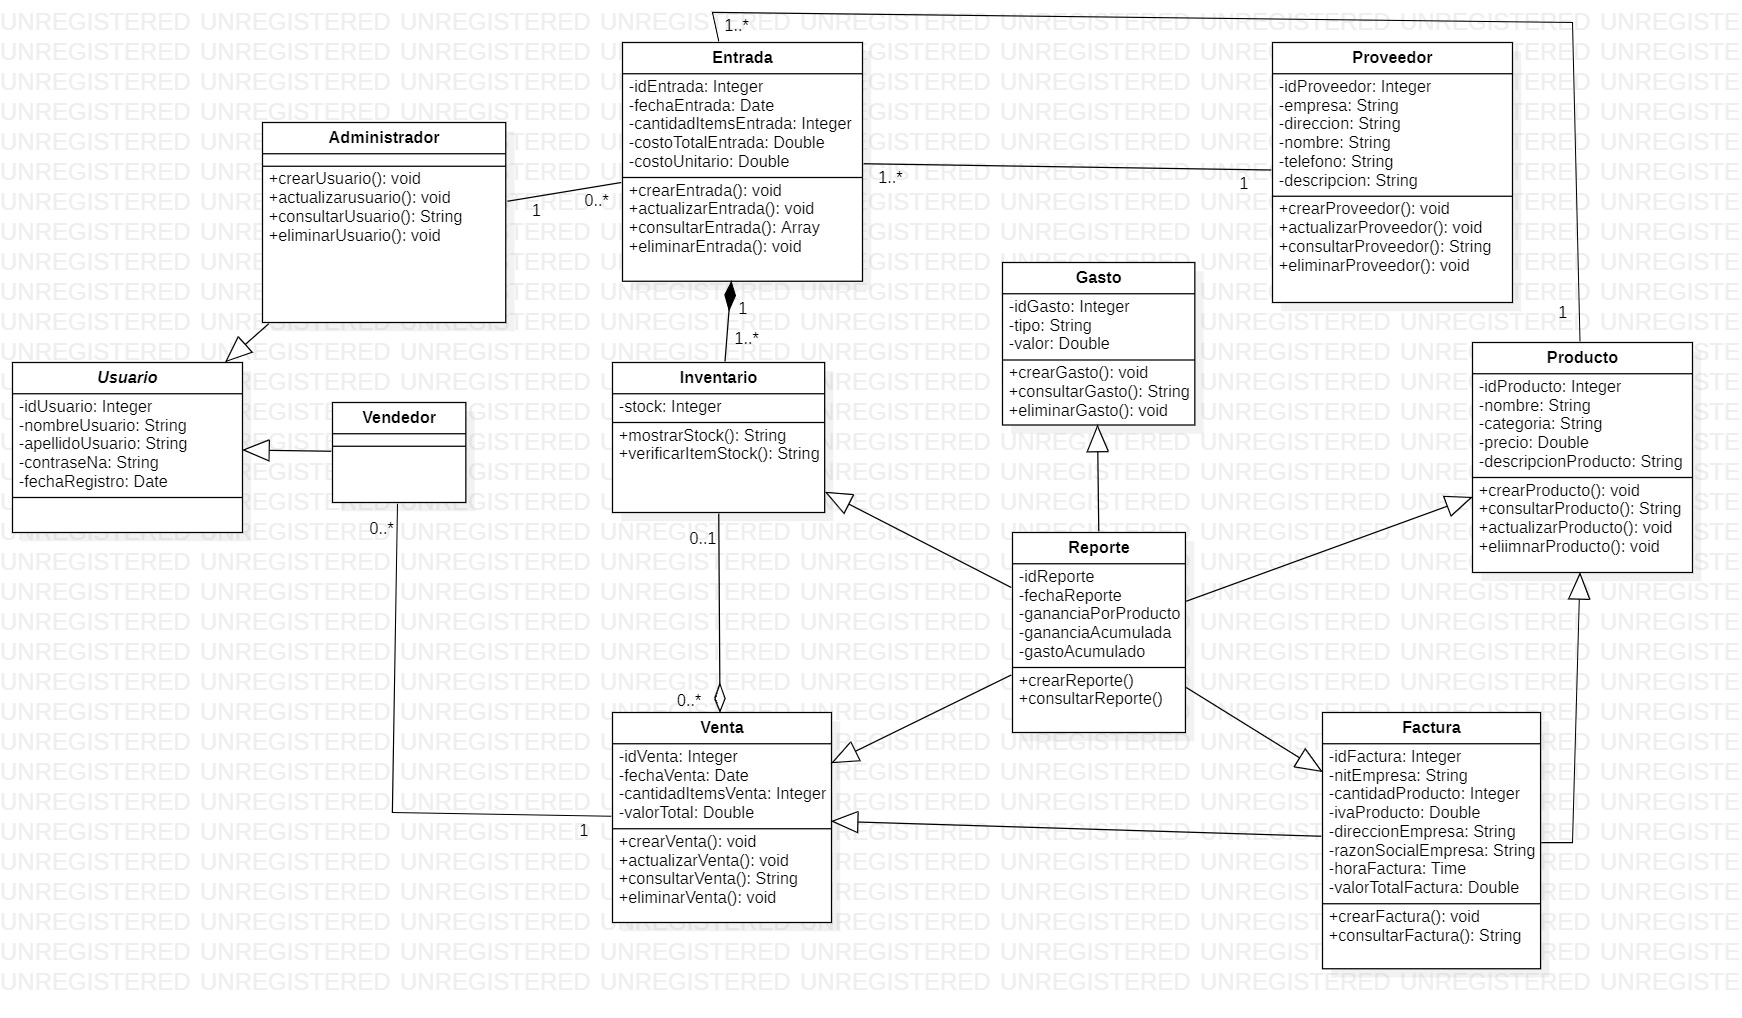 1..*
Entrada
-idEntrada: Integer
-fechaEntrada: Date
-cantidadItemsEntrada: Integer
-costoTotalEntrada: Double
-costoUnitario: Double
+crearEntrada(): void
+actualizarEntrada(): void
+consultarEntrada(): Array
+eliminarEntrada(): void
Proveedor
-idProveedor: Integer
-empresa: String
-direccion: String
-nombre: String
-telefono: String
-descripcion: String
+crearProveedor(): void
+actualizarProveedor(): void
+consultarProveedor(): String
+eliminarProveedor(): void
1..*
1
Administrador
+crearUsuario(): void
+actualizarusuario(): void
+consultarUsuario(): String
+eliminarUsuario(): void
1
0..*
1
1..*
Gasto
-idGasto: Integer
-tipo: String
-valor: Double
+crearGasto(): void
+consultarGasto(): String
+eliminarGasto(): void
1
Usuario
-idUsuario: Integer
-nombreUsuario: String
-apellidoUsuario: String
-contraseNa: String
-fechaRegistro: Date
Vendedor
0..*
Inventario
-stock: Integer
+mostrarStock(): String
+verificarItemStock(): String
0..1
Producto
-idProducto: Integer
-nombre: String
-categoria: String
-precio: Double
-descripcionProducto: String
+crearProducto(): void
+consultarProducto(): String
+actualizarProducto(): void
+eliimnarProducto(): void
Reporte
-idReporte
-fechaReporte
-gananciaPorProducto
-gananciaAcumulada
-gastoAcumulado
+crearReporte()
+consultarReporte()
0..*
1
Venta
-idVenta: Integer
-fechaVenta: Date
-cantidadItemsVenta: Integer
-valorTotal: Double
+crearVenta(): void
+actualizarVenta(): void
+consultarVenta(): String
+eliminarVenta(): void
Factura
-idFactura: Integer
-nitEmpresa: String
-cantidadProducto: Integer
-ivaProducto: Double
-direccionEmpresa: String
-razonSocialEmpresa: String
-horaFactura: Time
-valorTotalFactura: Double
+crearFactura(): void
+consultarFactura(): String
UNREGISTERED UNREGISTERED UNREGISTERED UNREGISTERED UNREGISTERED UNREGISTERED UNREGISTERED UNREGISTERED